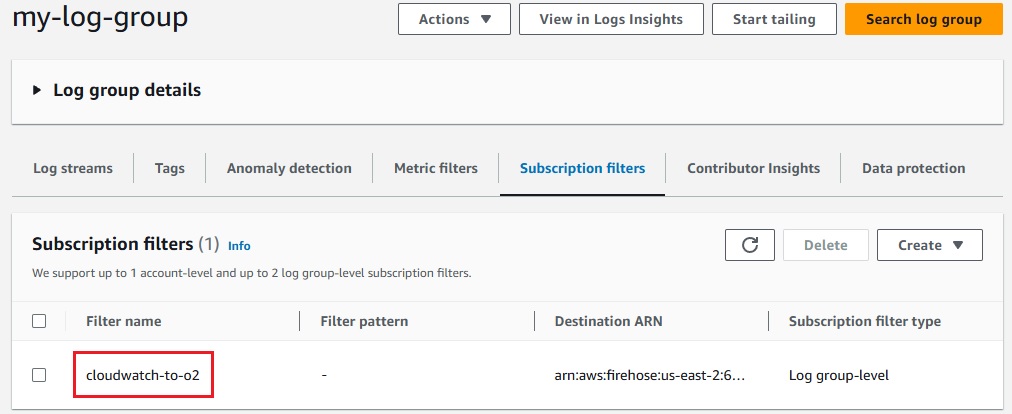 my-log-group
Actions ▼ View in Logs Insights Start tailing Search log group
Log group details
Log streams Tags Anomaly detection Metric filters Subscription filters Contributor Insights Data protection
Subscription filters (1) Info Delete Create ▼
We support up to 1 account-level and up to 2 log group-level subscription filters.
Filter name Filter pattern Destination ARN Subscription filter type
cloudwatch-to-o2 - arn:aws:firehose:us-east-2:6... Log group-level